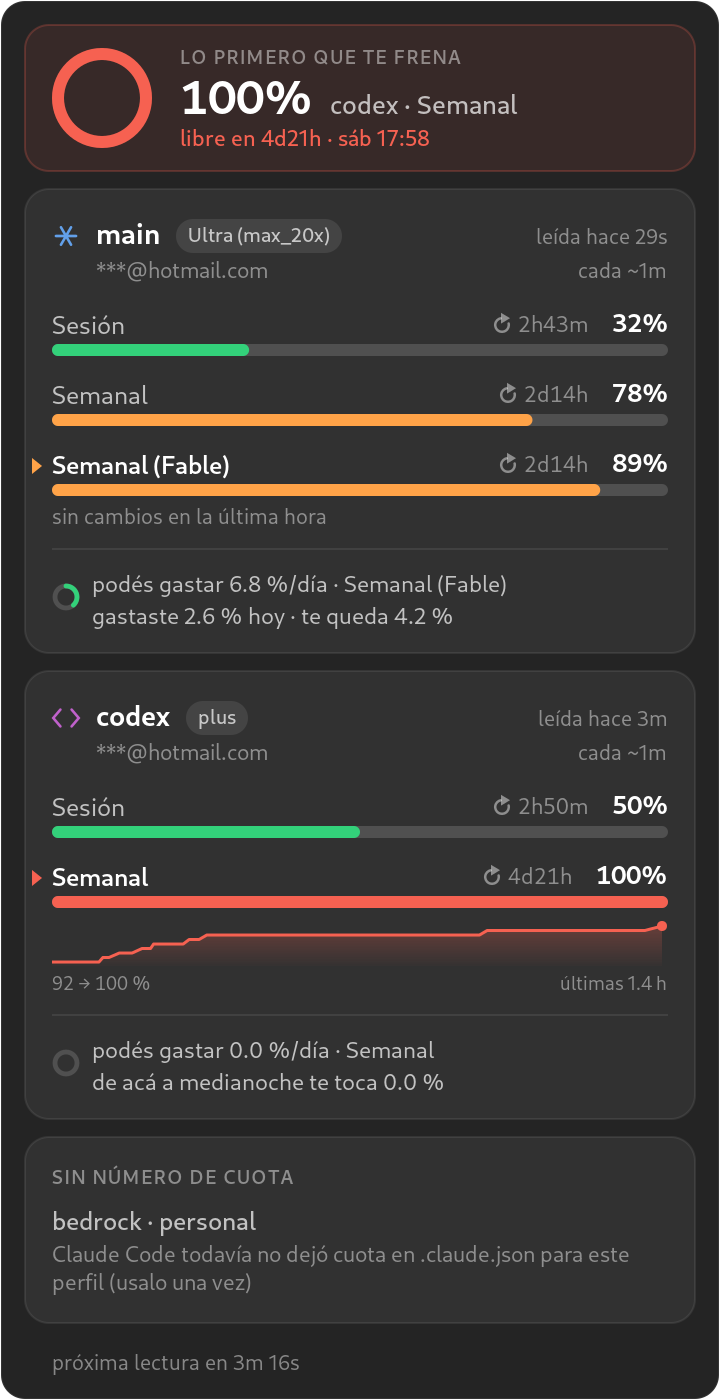 LO PRIMERO QUE TE FRENA
100% codex · Semanal
libre en 4d21h · sáb 17:58
main Ultra (max_20x) leída hace 29s
***@hotmail.com cada ~1m
Sesión 2h43m 32%
Semanal 2d14h 78%
Semanal (Fable) 2d14h 89%
sin cambios en la última hora
podés gastar 6.8 %/día · Semanal (Fable)
gastaste 2.6 % hoy · te queda 4.2 %
codex plus leída hace 3m
***@hotmail.com cada ~1m
Sesión 2h50m 50%
Semanal 4d21h 100%
92 → 100 % últimas 1.4 h
podés gastar 0.0 %/día · Semanal
de acá a medianoche te toca 0.0 %
SIN NÚMERO DE CUOTA
bedrock · personal
Claude Code todavía no dejó cuota en .claude.json para este
perfil (usalo una vez)
próxima lectura en 3m 16s